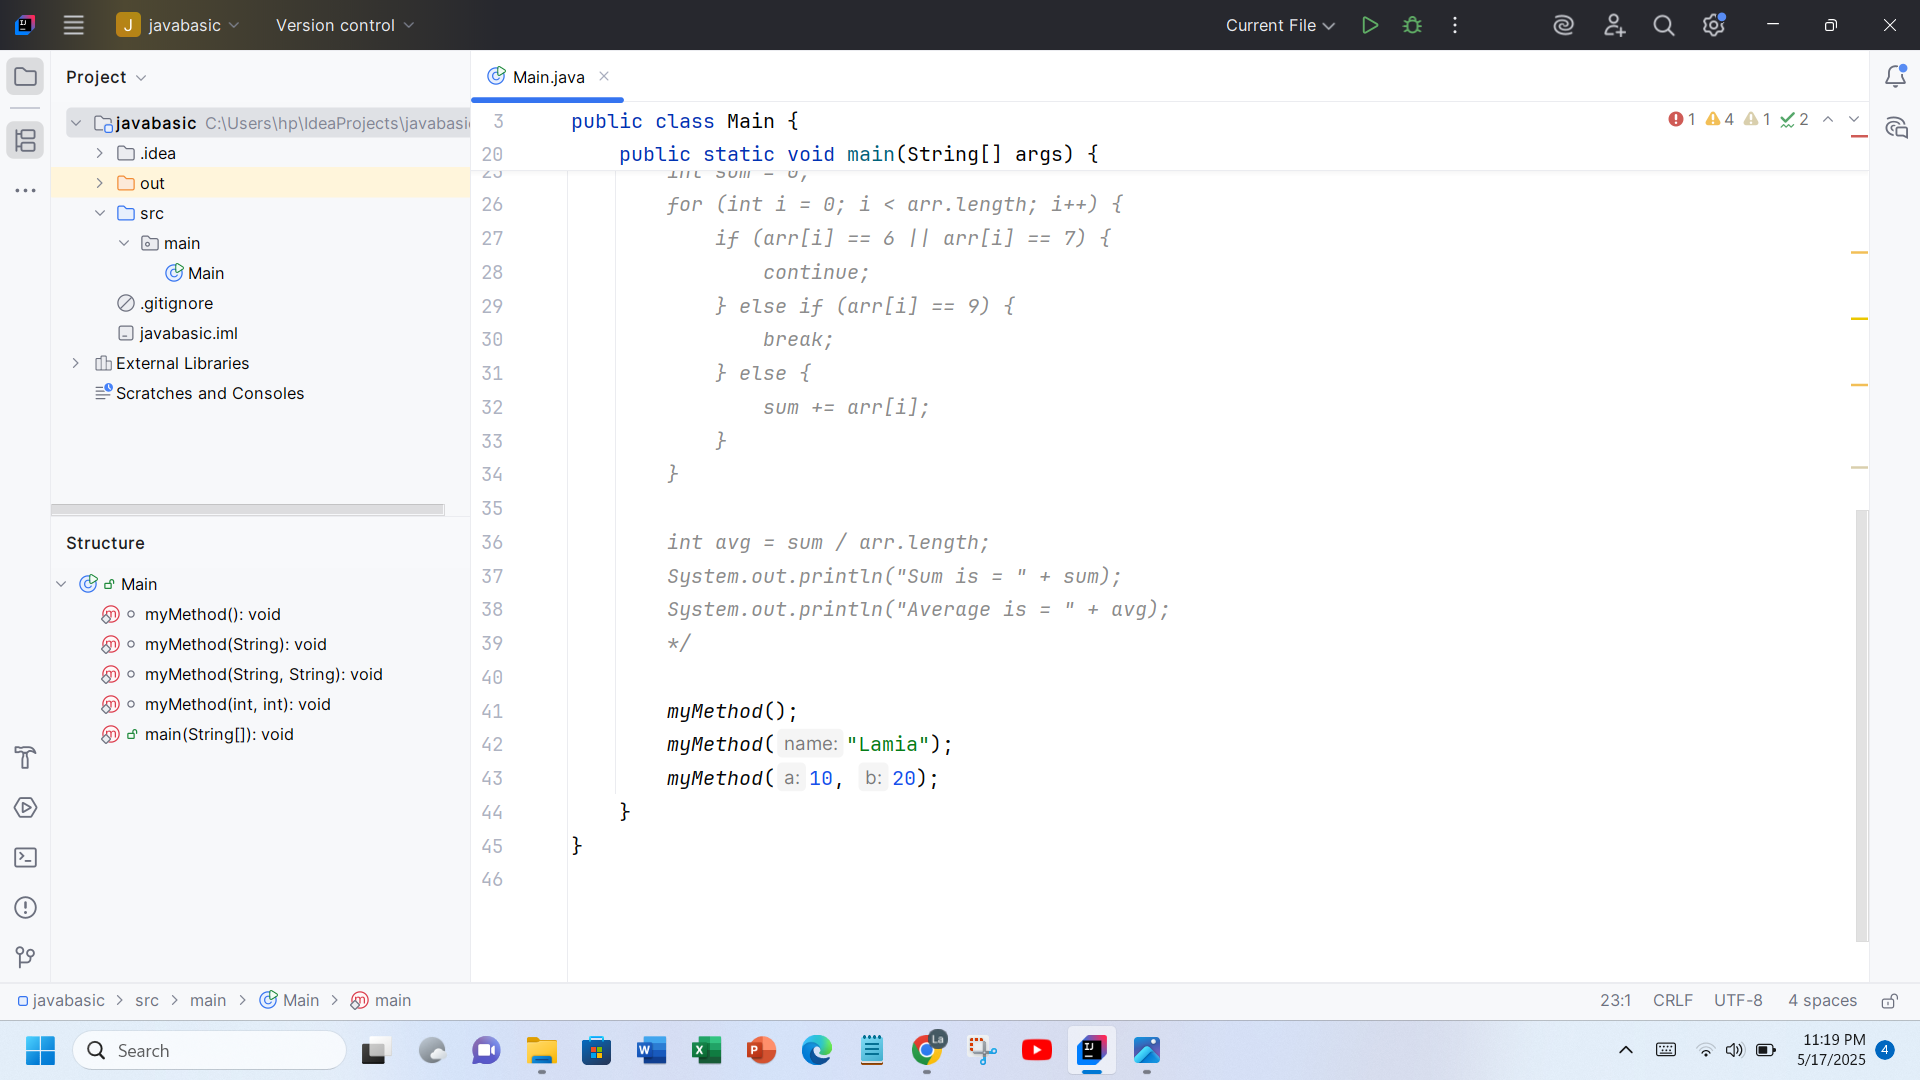 J javabasic Version control Current File
Project
Main.java
javabasic C:\Users\hp\IdeaProjects\javabasi
.idea
out
src
main
Main
.gitignore
javabasic.iml
External Libraries
Scratches and Consoles
Structure
Main
myMethod(): void
myMethod(String): void
myMethod(String, String): void
myMethod(int, int): void
main(String[]): void
1 4 1 2
3 public class Main {
20 public static void main(String[] args) {
25 int sum = 0;
26 for (int i = 0; i < arr.length; i++) {
27 if (arr[i] == 6 || arr[i] == 7) {
28 continue;
29 } else if (arr[i] == 9) {
30 break;
31 } else {
32 sum += arr[i];
33 }
34 }
35
36 int avg = sum / arr.length;
37 System.out.println("Sum is = " + sum);
38 System.out.println("Average is = " + avg);
39 */
40
41 myMethod();
42 myMethod( name: "Lamia");
43 myMethod( a: 10, b: 20);
44 }
45 }
46
javabasic > src > main > Main > main
23:1 CRLF UTF-8 4 spaces
Search
La
11:19 PM
5/17/2025
4